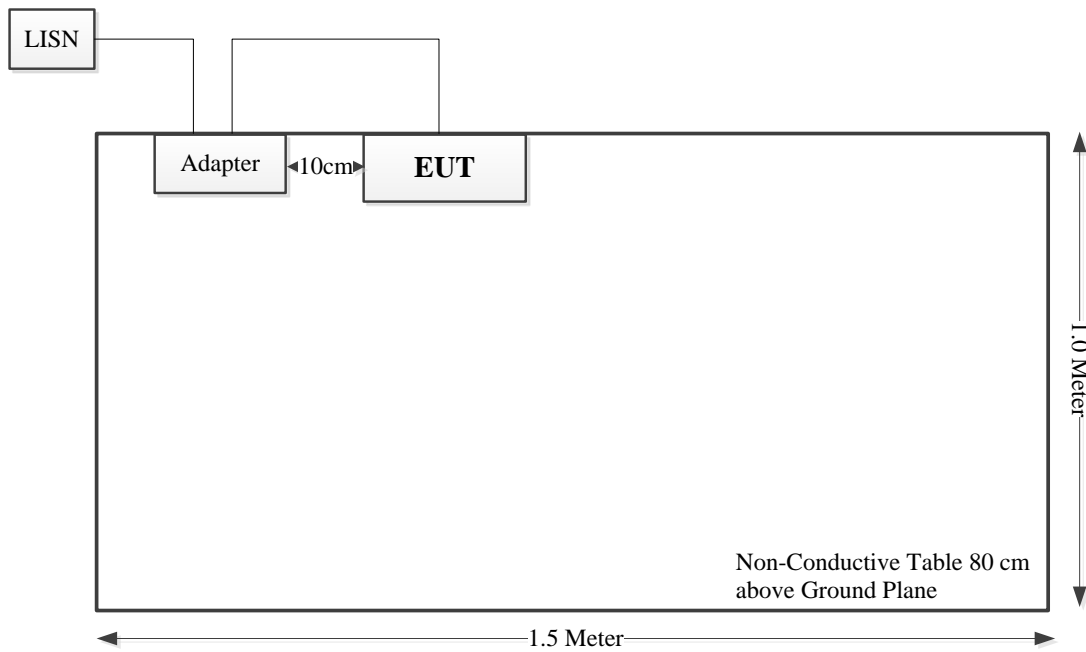 LISN
Adapter
10cm
EUT
1.0 Meter
Non-Conductive Table 80 cm
above Ground Plane
1.5 Meter